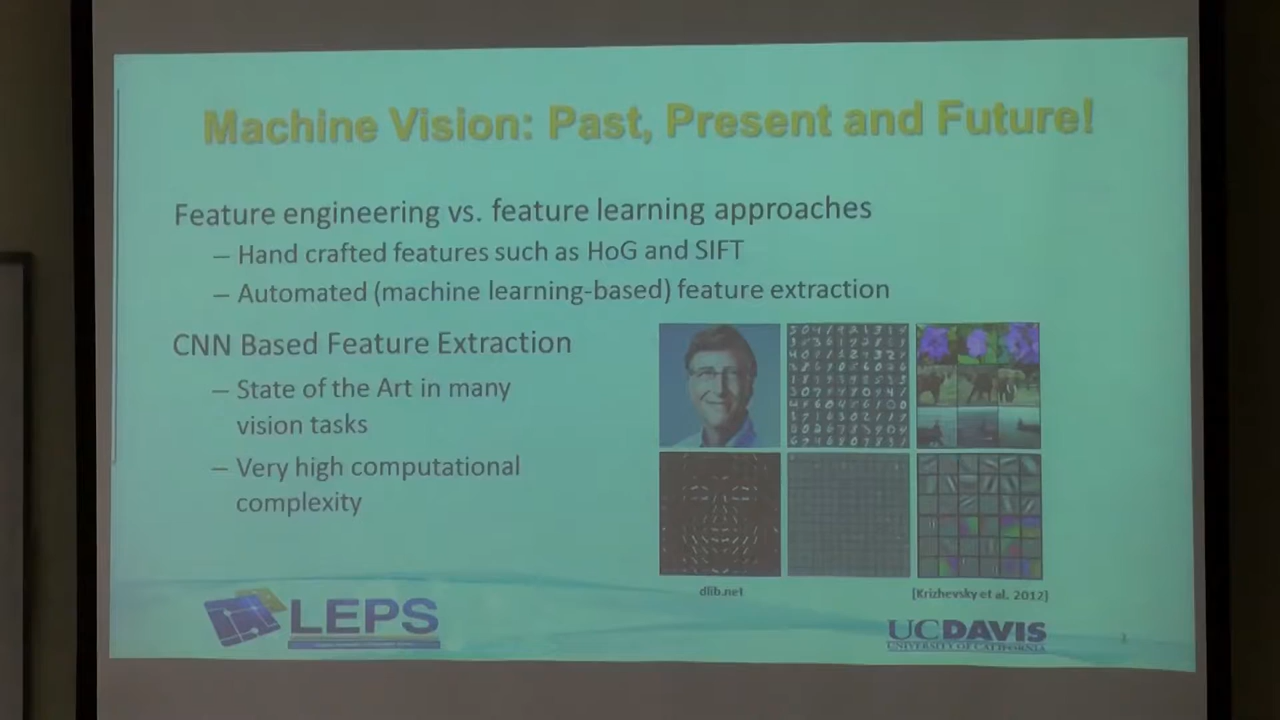 Machine Vision: Past, Present and Future!
Feature engineering vs. feature learning approaches
– Hand crafted features such as HoG and SIFT
– Automated (machine learning-based) feature extraction
CNN Based Feature Extraction
– State of the Art in many
vision tasks
– Very high computational
complexity
dlib.net
[Krizhevsky et al. 2012]
LEPS
UCDAVIS
UNIVERSITY OF CALIFORNIA